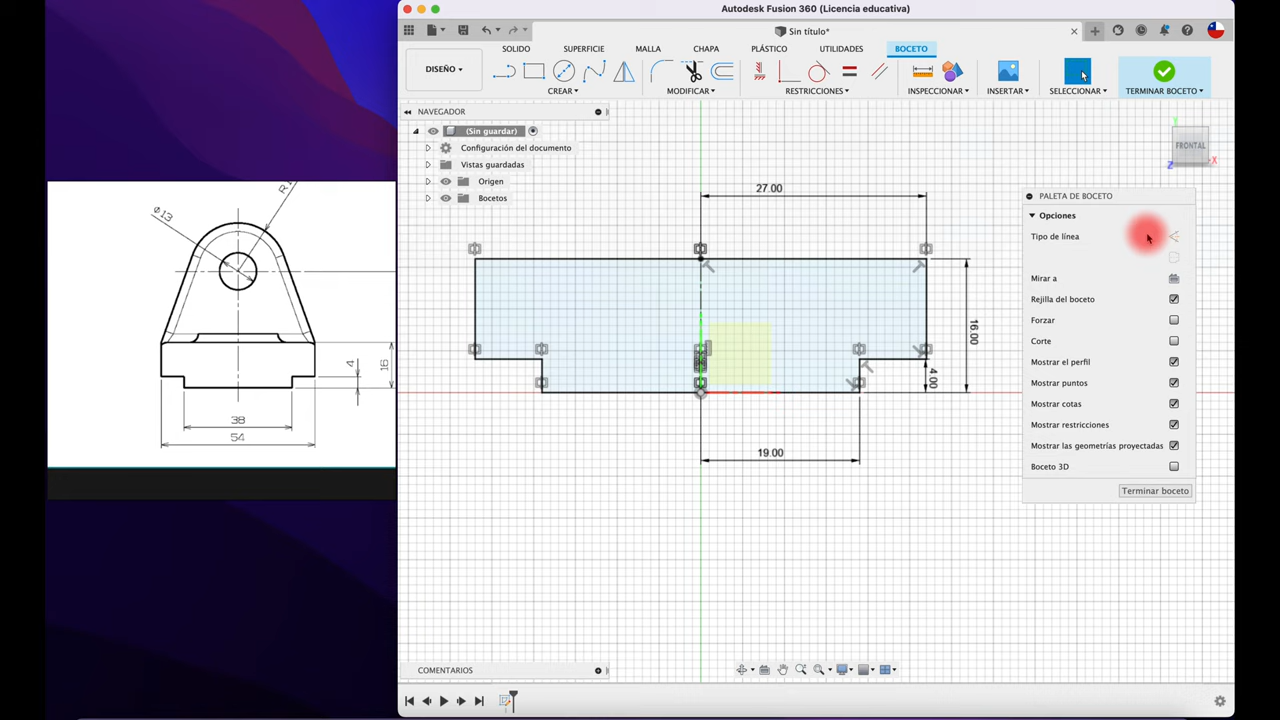 Autodesk Fusion 360 (Licencia educativa)
Sin título*
SOLIDO
SUPERFICIE
MALLA
CHAPA
PLÁSTICO
UTILIDADES
BOCETO
DISEÑO
CREAR
MODIFICAR
RESTRICCIONES
INSPECCIONAR
INSERTAR
SELECCIONAR
TERMINAR BOCETO
NAVEGADOR
(Sin guardar)
Configuración del documento
Vistas guardadas
Origen
Bocetos
Y
FRONTAL
X
Z
27.00
16.00
4.00
19.00
PALETA DE BOCETO
Opciones
Tipo de línea
Mirar a
Rejilla del boceto
Forzar
Corte
Mostrar el perfil
Mostrar puntos
Mostrar cotas
Mostrar restricciones
Mostrar las geometrías proyectadas
Boceto 3D
Terminar boceto
ø13
4
16
38
54
COMENTARIOS